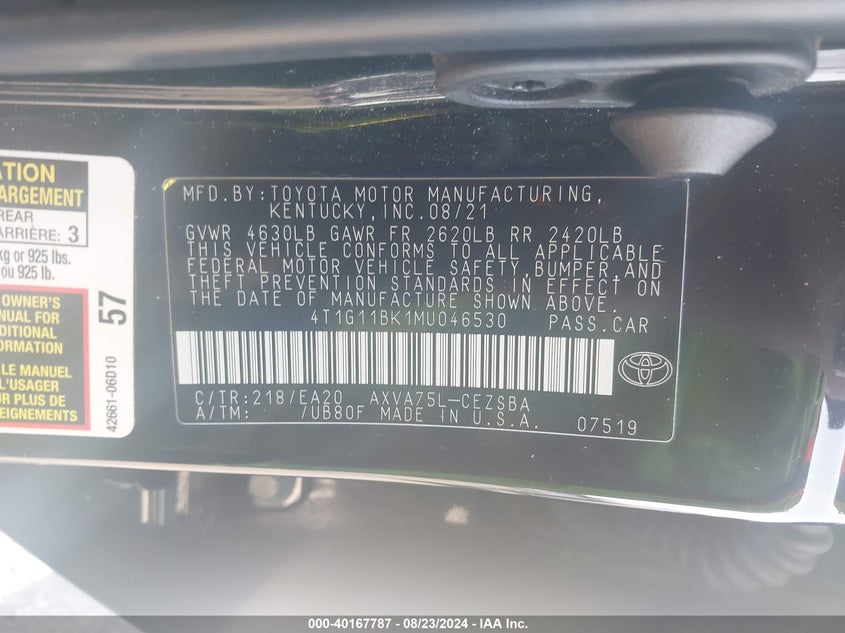 ATION
ARGEMENT
REAR
ARRIÈRE: 3
kg or 925 lbs.
ou 925 lb.
OWNER'S
NUAL FOR
DITIONAL
ORMATION
LE MANUEL
L'USAGER
UR PLUS DE
57
42661-06D10
MFD.BY:TOYOTA MOTOR MANUFACTURING,
KENTUCKY,INC.08/21
GVWR 4630LB GAWR FR 2620LB RR 2420LB
THIS VEHICLE CONFORMS TO ALL APPLICABLE
FEDERAL MOTOR VEHICLE SAFETY,BUMPER,AND
THEFT PREVENTION STANDARDS IN EFFECT ON
THE DATE OF MANUFACTURE SHOWN ABOVE.
4T1G11BK1MU046530 PASS.CAR
C/TR:218/EA20 AXVA75L-CEZSBA
A/TM: /UB80F MADE IN U.S.A. 07519
000-40167787 - 08/23/2024 - IAA Inc.